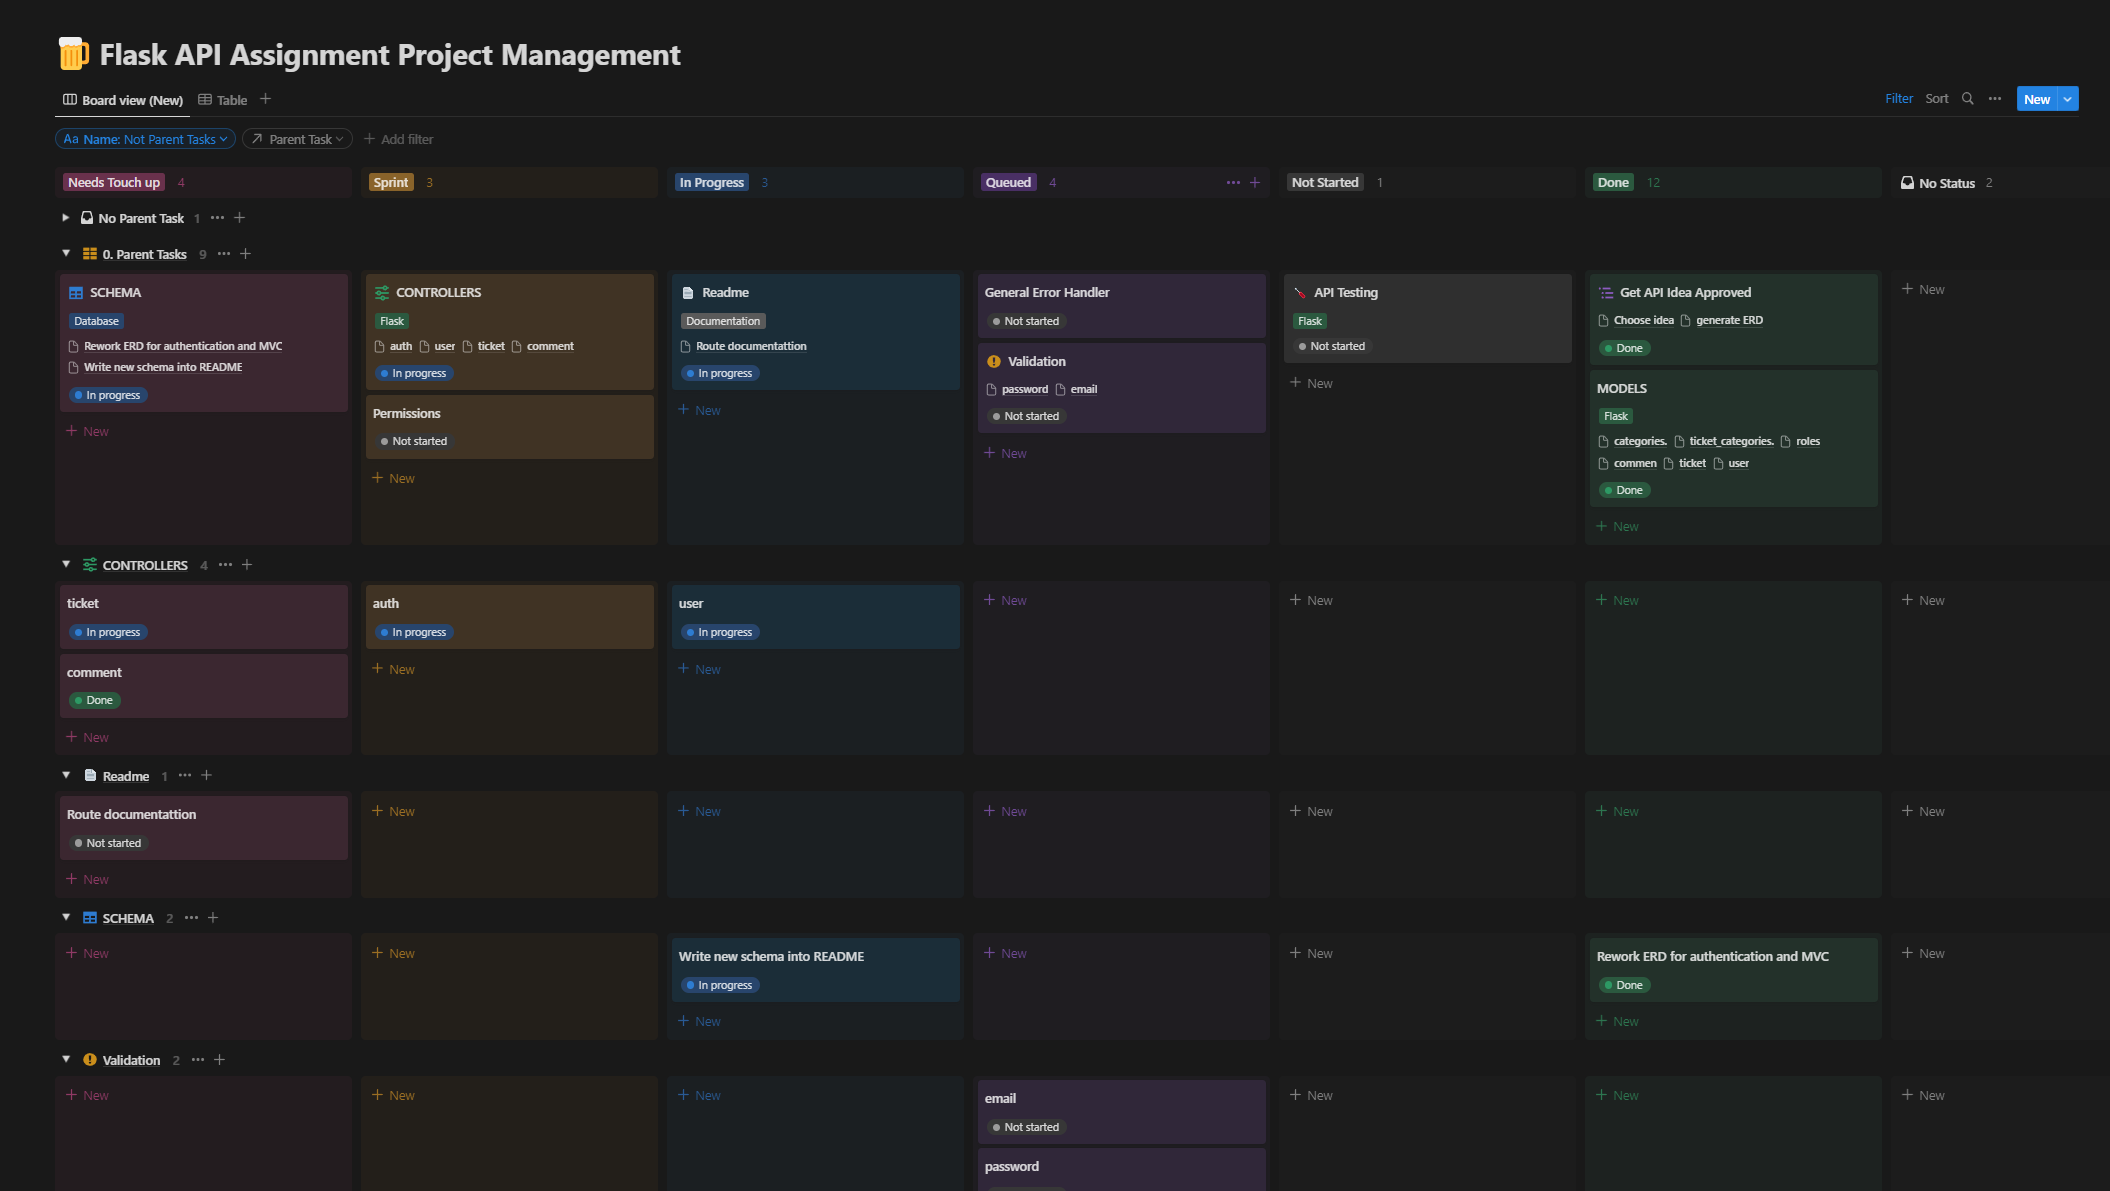 Flask API Assignment Project Management
Board view (New) Table
Filter Sort New
Aa Name: Not Parent Tasks Parent Task Add filter
Needs Touch up 4 Sprint 3 In Progress 3 Queued 4 Not Started 1 Done 12 No Status 2
No Parent Task 1
0. Parent Tasks 9
SCHEMA
Database
Rework ERD for authentication and MVC
Write new schema into README
In progress
New
CONTROLLERS
Flask
auth user ticket comment
In progress
Permissions
Not started
New
Readme
Documentation
Route documentattion
In progress
New
General Error Handler
Not started
Validation
password email
Not started
New
API Testing
Flask
Not started
New
Get API Idea Approved
Choose idea generate ERD
Done
MODELS
Flask
categories. ticket_categories. roles
commen ticket user
Done
New
New
CONTROLLERS 4
ticket
In progress
comment
Done
New
auth
In progress
New
user
In progress
New
New
New
New
New
Readme 1
Route documentattion
Not started
New
New
New
New
New
New
New
SCHEMA 2
New
New
Write new schema into README
In progress
New
New
New
Rework ERD for authentication and MVC
Done
New
New
Validation 2
New
New
New
email
Not started
password
New
New
New